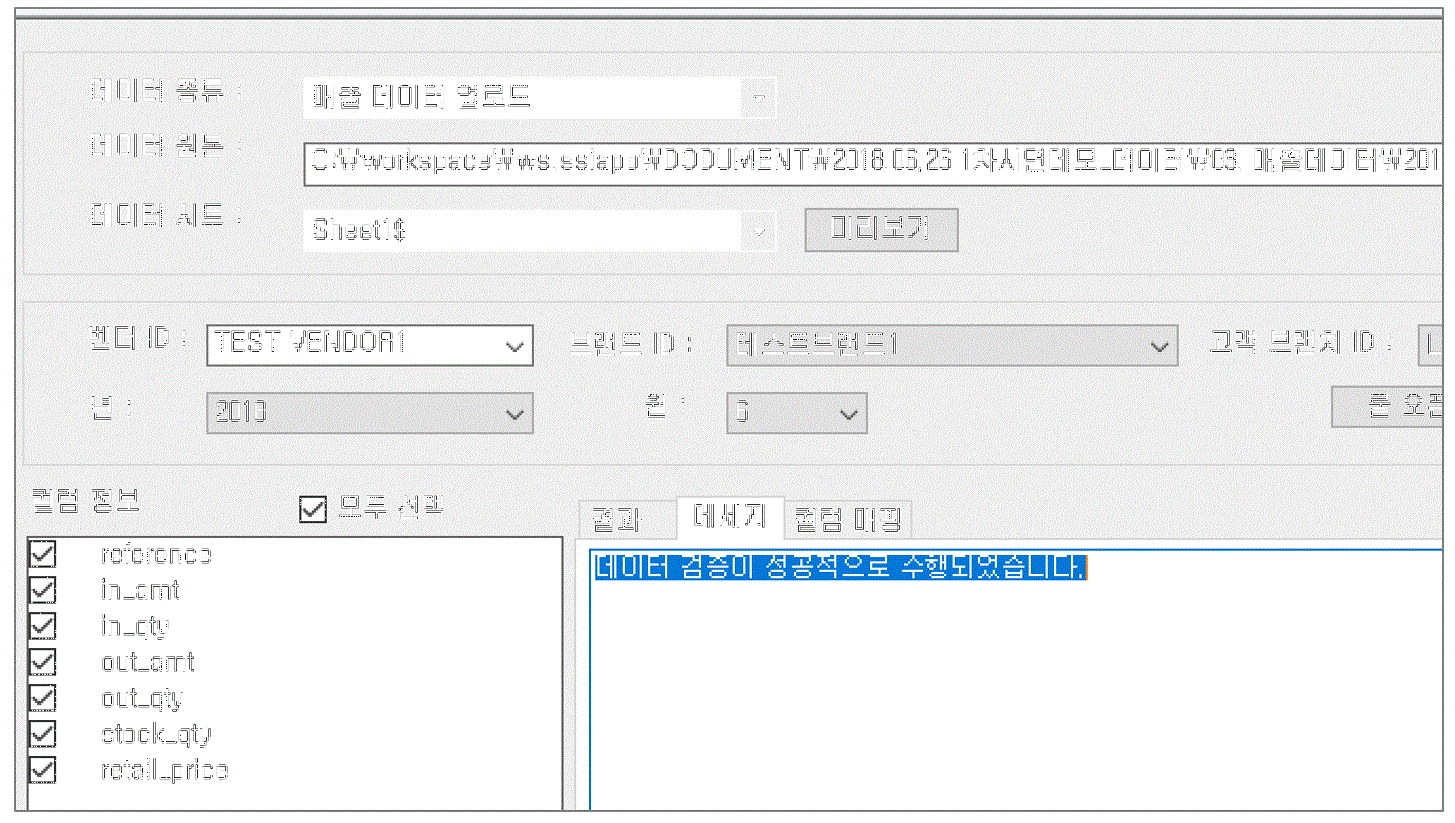 데이터 종류 : 매출 데이터 업로드
데이터 원본 : C:\Workspace\ws.sslapp\DODUMENT\2018.06.26 1차시연데모_데이터\03. 매출데이터\201
데이터 시트 : Sheet1$ 미리보기
벤더 ID : TEST VENDOR1 브랜드 ID : 테스트브랜드1 고객 브랜치 ID :
년 : 2018 월 : 6
컬럼 정보 모두 선택
결과 메세지 컬럼 매핑
reference
in_amt
in_qty
out_amt
out_qty
stock_qty
retail_price
데이터 검증이 성공적으로 수행되었습니다.